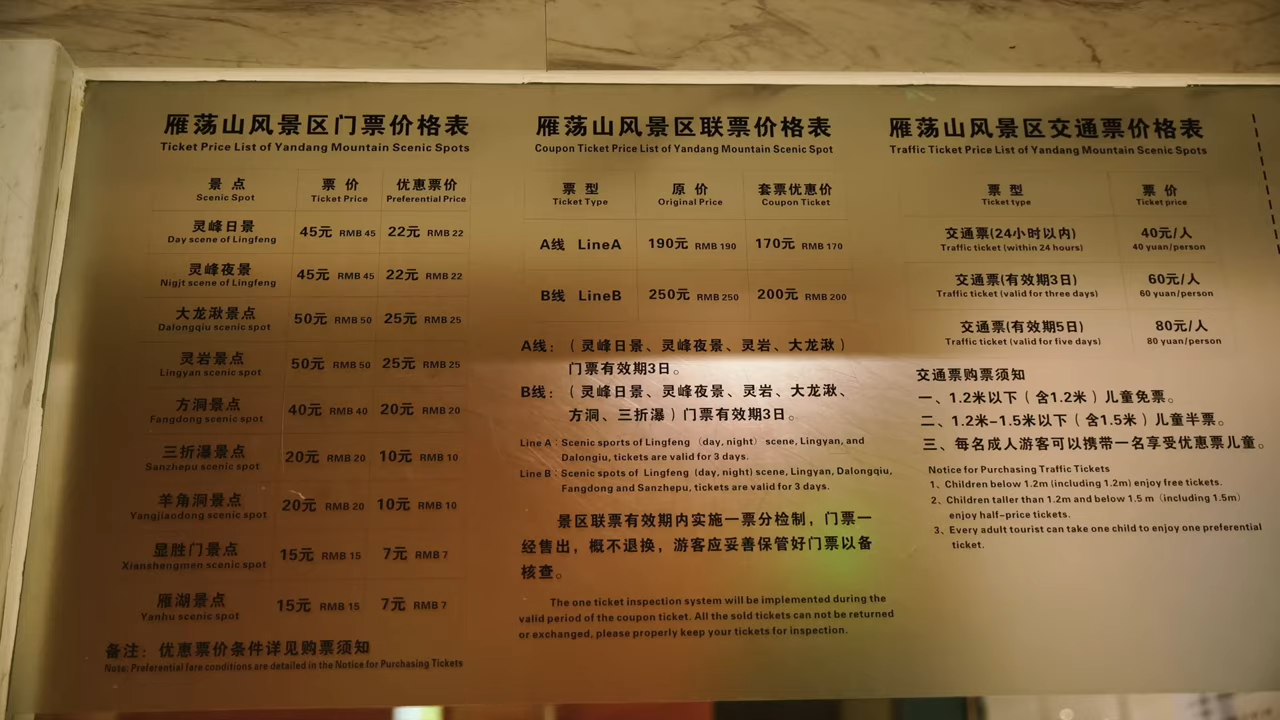 雁荡山风景区门票价格表
Ticket Price List of Yandang Mountain Scenic Spots
景 点 票 价 优惠票价
Scenic Spot Ticket Price Preferential Price
灵峰日景 45元 RMB 45 22元 RMB 22
Day scene of Lingfeng
灵峰夜景 45元 RMB 45 22元 RMB 22
Nigjt scene of Lingfeng
大龙湫景点 50元 RMB 50 25元 RMB 25
Dalongqiu scenic spot
灵岩景点 50元 RMB 50 25元 RMB 25
Lingyan scenic spot
方洞景点 40元 RMB 40 20元 RMB 20
Fangdong scenic spot
三折瀑景点 20元 RMB 20 10元 RMB 10
Sanzhepu scenic spot
羊角洞景点 20元 RMB 20 10元 RMB 10
Yangjiaodong scenic spot
显胜门景点 15元 RMB 15 7元 RMB 7
Xianshengmen scenic spot
雁湖景点 15元 RMB 15 7元 RMB 7
Yanhu scenic spot
备注：优惠票价条件详见购票须知
Note: Preferential fare conditions are detailed in the Notice for Purchasing Tickets
雁荡山风景区联票价格表
Coupon Ticket Price List of Yandang Mountain Scenic Spot
票 型 原 价 套票优惠价
Ticket Type Original Price Coupon Ticket
A线 LineA 190元 RMB 190 170元 RMB 170
B线 LineB 250元 RMB 250 200元 RMB 200
A线：（灵峰日景、灵峰夜景、灵岩、大龙湫）
门票有效期3日。
B线：（灵峰日景、灵峰夜景、灵岩、大龙湫、
方洞、三折瀑）门票有效期3日。
Line A：Scenic sports of Lingfeng （day, night） scene, Lingyan, and
Dalongiu, tickets are valid for 3 days.
Line B：Scenic spots of Lingfeng (day, night) scene, Lingyan, Dalongqiu,
Fangdong and Sanzhepu, tickets are valid for 3 days.
景区联票有效期内实施一票分检制，门票一
经售出，概不退换，游客应妥善保管好门票以备
核查。
The one ticket inspection system will be implemented during the
valid period of the coupon ticket. All the sold tickets can not be returned
or exchanged, please properly keep your tickets for inspection.
雁荡山风景区交通票价格表
Traffic Ticket Price List of Yandang Mountain Scenic Spots
票 型 票 价
Ticket type Ticket price
交通票(24小时以内) 40元/人
Traffic ticket (within 24 hours) 40 yuan/person
交通票(有效期3日) 60元/人
Traffic ticket (valid for three days) 60 yuan/person
交通票(有效期5日) 80元/人
Traffic ticket (valid for five days) 80 yuan/person
交通票购票须知
一、1.2米以下（含1.2米）儿童免票。
二、1.2米-1.5米以下（含1.5米）儿童半票。
三、每名成人游客可以携带一名享受优惠票儿童。
Notice for Purchasing Traffic Tickets
1、Children below 1.2m (including 1.2m) enjoy free tickets.
2、Children taller than 1.2m and below 1.5 m （including 1.5m）
enjoy half-price tickets.
3、Every adult tourist can take one child to enjoy one preferential
ticket.